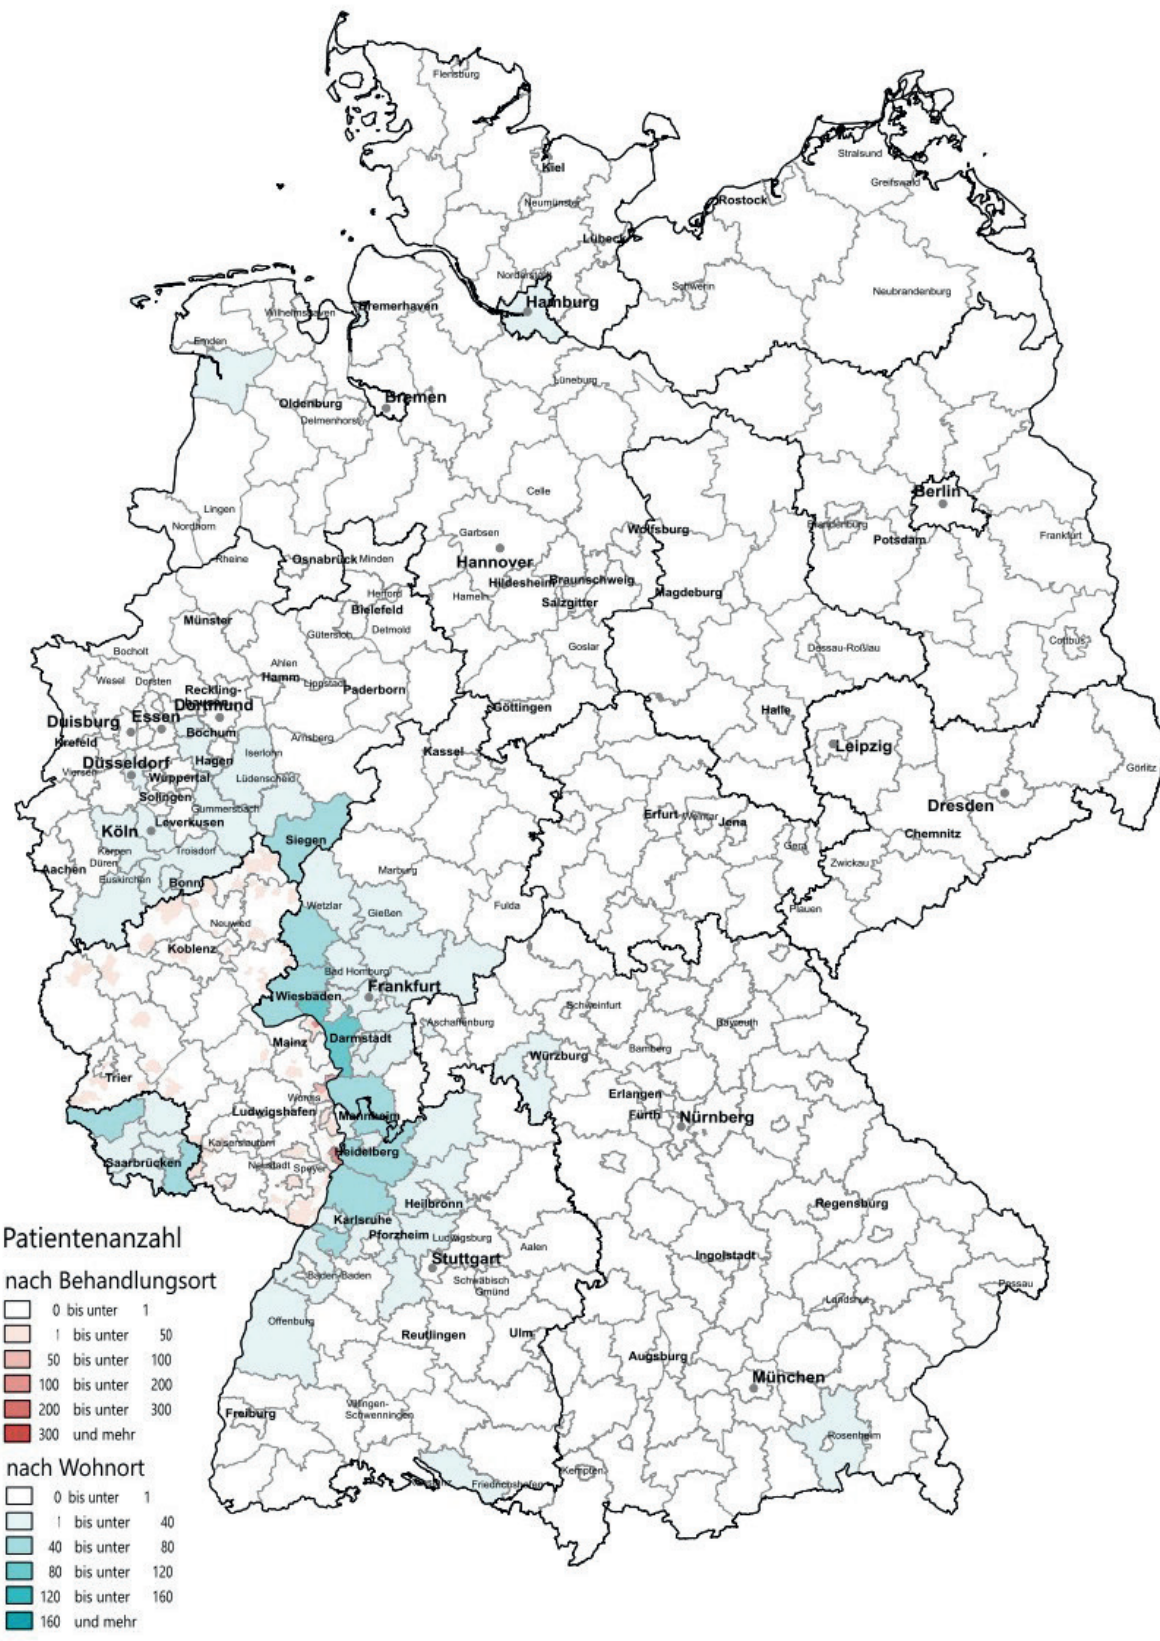 Flensburg
Kiel
Neumünster
Stralsund
Greifswald
Rostock
Lübeck
Norderstedt
Hamburg
Schwerin
Neubrandenburg
Bremerhaven
Wilhelmshaven
Emden
Lüneburg
Oldenburg
Bremen
Delmenhorst
Celle
Berlin
Lingen
Nordhorn
Garbsen
Wolfsburg
Brandenburg
Potsdam
Frankfurt
Rheine
Osnabrück
Minden
Hannover
Hildesheim
Braunschweig
Herford
Hameln
Salzgitter
Magdeburg
Bielefeld
Münster
Gütersloh
Detmold
Goslar
Dessau-Roßlau
Cottbus
Bocholt
Ahlen
Wesel
Dorsten
Hamm
Lippstadt
Paderborn
Reckling-
hausen
Dortmund
Göttingen
Halle
Duisburg
Essen
Bochum
Krefeld
Arnsberg
Kassel
Leipzig
Iserlohn
Hagen
Düsseldorf
Viersen
Wuppertal
Lüdenscheid
Görlitz
Solingen
Gummersbach
Dresden
Köln
Leverkusen
Siegen
Erfurt
Weimar
Jena
Chemnitz
Kerpen
Troisdorf
Gera
Aachen
Düren
Marburg
Zwickau
Euskirchen
Bonn
Wetzlar
Gießen
Fulda
Plauen
Neuwied
Koblenz
Bad Homburg
Frankfurt
Wiesbaden
Schweinfurt
Aschaffenburg
Bayreuth
Mainz
Darmstadt
Würzburg
Bamberg
Trier
Worms
Erlangen
Ludwigshafen
Mannheim
Fürth
Nürnberg
Kaiserslautern
Heidelberg
Saarbrücken
Neustadt
Speyer
Heilbronn
Regensburg
Karlsruhe
Pforzheim
Ludwigsburg
Aalen
Ingolstadt
Stuttgart
Baden-Baden
Schwäbisch
Gmünd
Passau
Landshut
Offenburg
Reutlingen
Ulm
Augsburg
München
Freiburg
Villingen-
Schwenningen
Rosenheim
Kempten
Konstanz
Friedrichshafen
Patientenanzahl
nach Behandlungsort
0 bis unter 1
1 bis unter 50
50 bis unter 100
100 bis unter 200
200 bis unter 300
300 und mehr
nach Wohnort
0 bis unter 1
1 bis unter 40
40 bis unter 80
80 bis unter 120
120 bis unter 160
160 und mehr